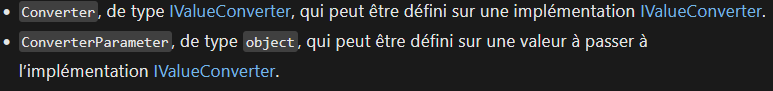 • Converter, de type IValueConverter, qui peut être défini sur une implémentation IValueConverter.
• ConverterParameter, de type object, qui peut être défini sur une valeur à passer à
l’implémentation IValueConverter.